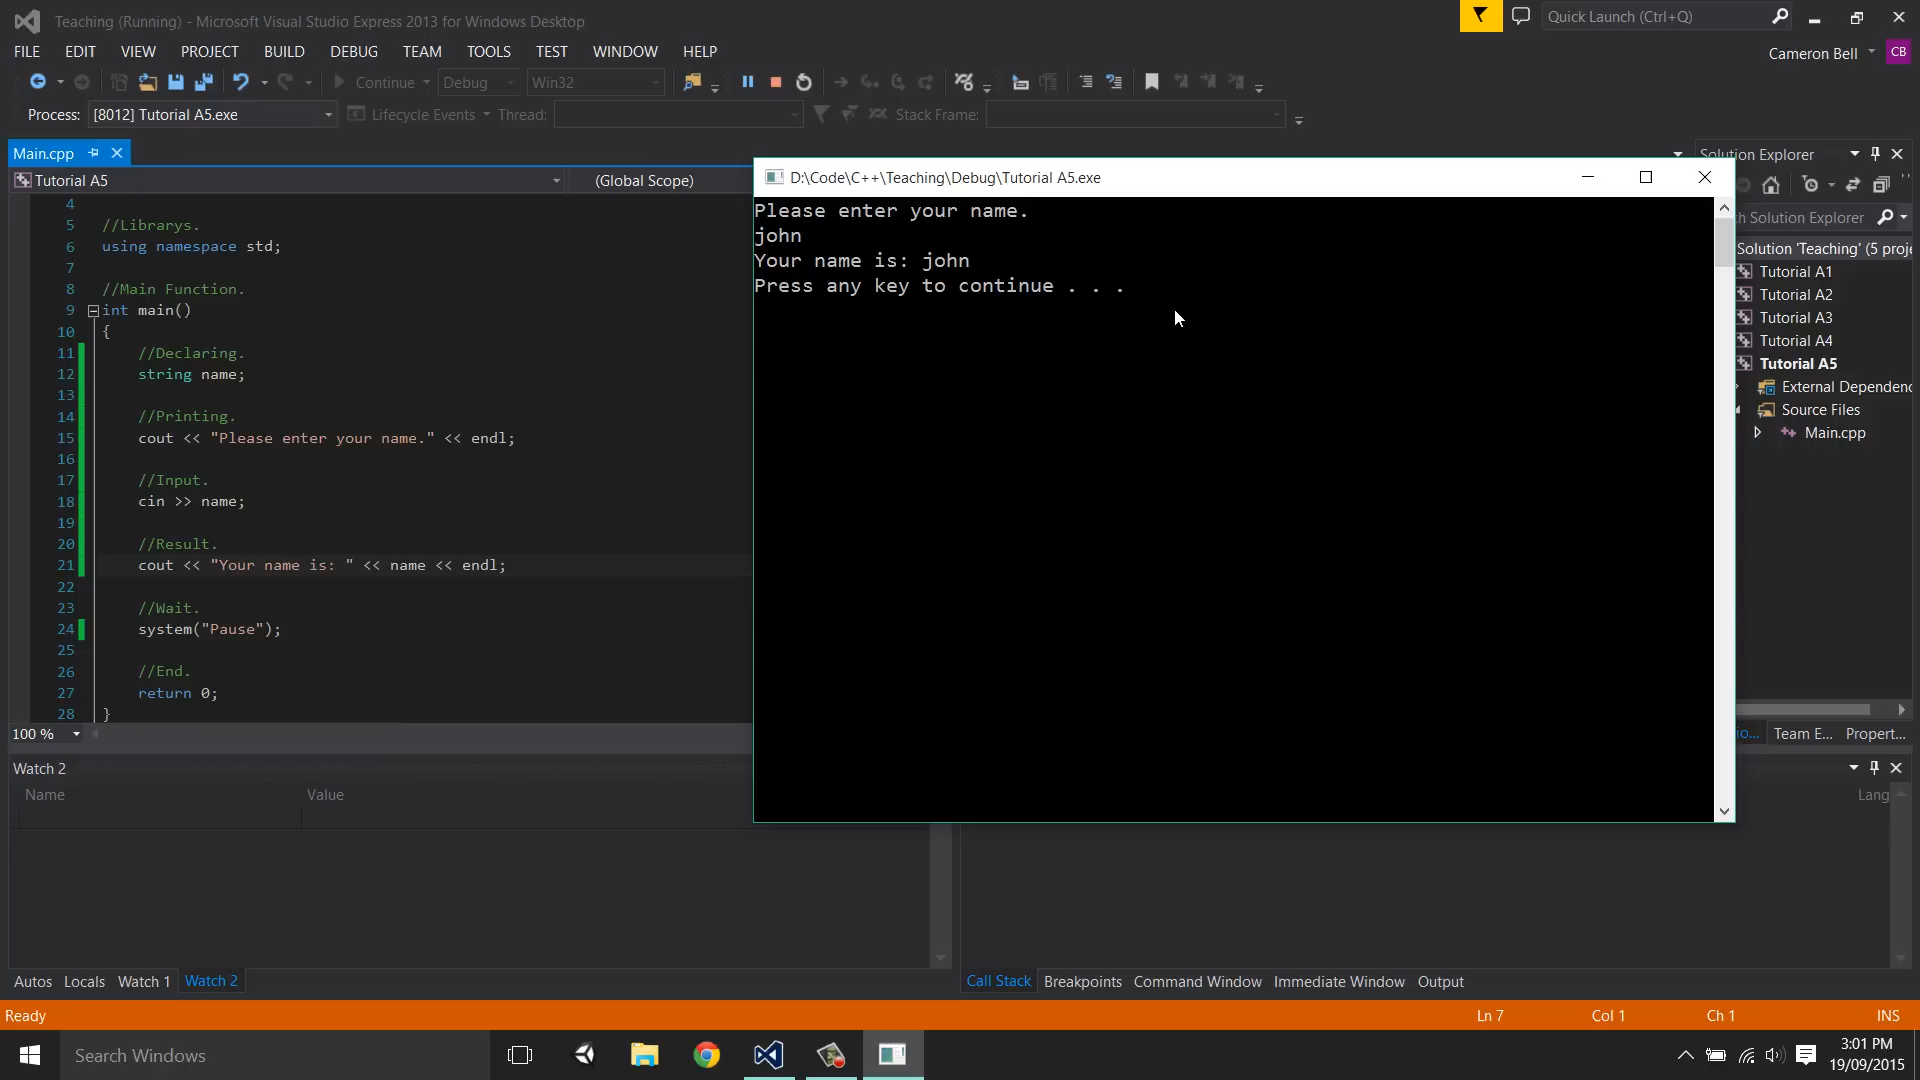 Teaching (Running) - Microsoft Visual Studio Express 2013 for Windows Desktop
Quick Launch (Ctrl+Q)
FILE EDIT VIEW PROJECT BUILD DEBUG TEAM TOOLS TEST WINDOW HELP
Cameron Bell CB
Continue Debug Win32
Process: [8012] Tutorial A5.exe Lifecycle Events Thread: Stack Frame:
Main.cpp
Tutorial A5 (Global Scope)
4
5 //Librarys.
6 using namespace std;
7
8 //Main Function.
9 int main()
10 {
11 //Declaring.
12 string name;
13
14 //Printing.
15 cout << "Please enter your name." << endl;
16
17 //Input.
18 cin >> name;
19
20 //Result.
21 cout << "Your name is: " << name << endl;
22
23 //Wait.
24 system("Pause");
25
26 //End.
27 return 0;
28 }
100 %
D:\Code\C++\Teaching\Debug\Tutorial A5.exe
Please enter your name.
john
Your name is: john
Press any key to continue . . .
Solution Explorer
ch Solution Explorer
Solution 'Teaching' (5 proje
Tutorial A1
Tutorial A2
Tutorial A3
Tutorial A4
Tutorial A5
External Dependenc
Source Files
Main.cpp
io... Team E... Propert...
Watch 2
Name Value
Lang
Autos Locals Watch 1 Watch 2
Call Stack Breakpoints Command Window Immediate Window Output
Ready Ln 7 Col 1 Ch 1 INS
Search Windows
3:01 PM
19/09/2015